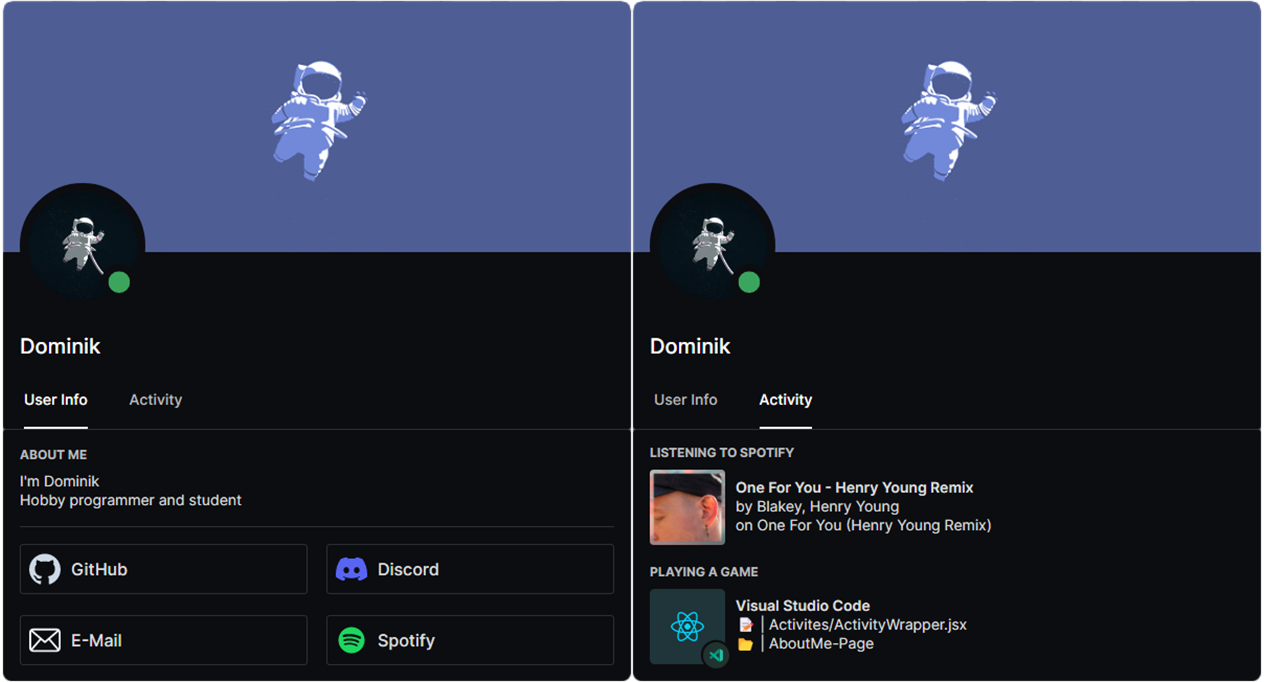 Dominik
User Info Activity
ABOUT ME
I'm Dominik
Hobby programmer and student
GitHub Discord
E-Mail Spotify
Dominik
User Info Activity
LISTENING TO SPOTIFY
One For You - Henry Young Remix
by Blakey, Henry Young
on One For You (Henry Young Remix)
PLAYING A GAME
Visual Studio Code
📝 | Activites/ActivityWrapper.jsx
📂 | AboutMe-Page